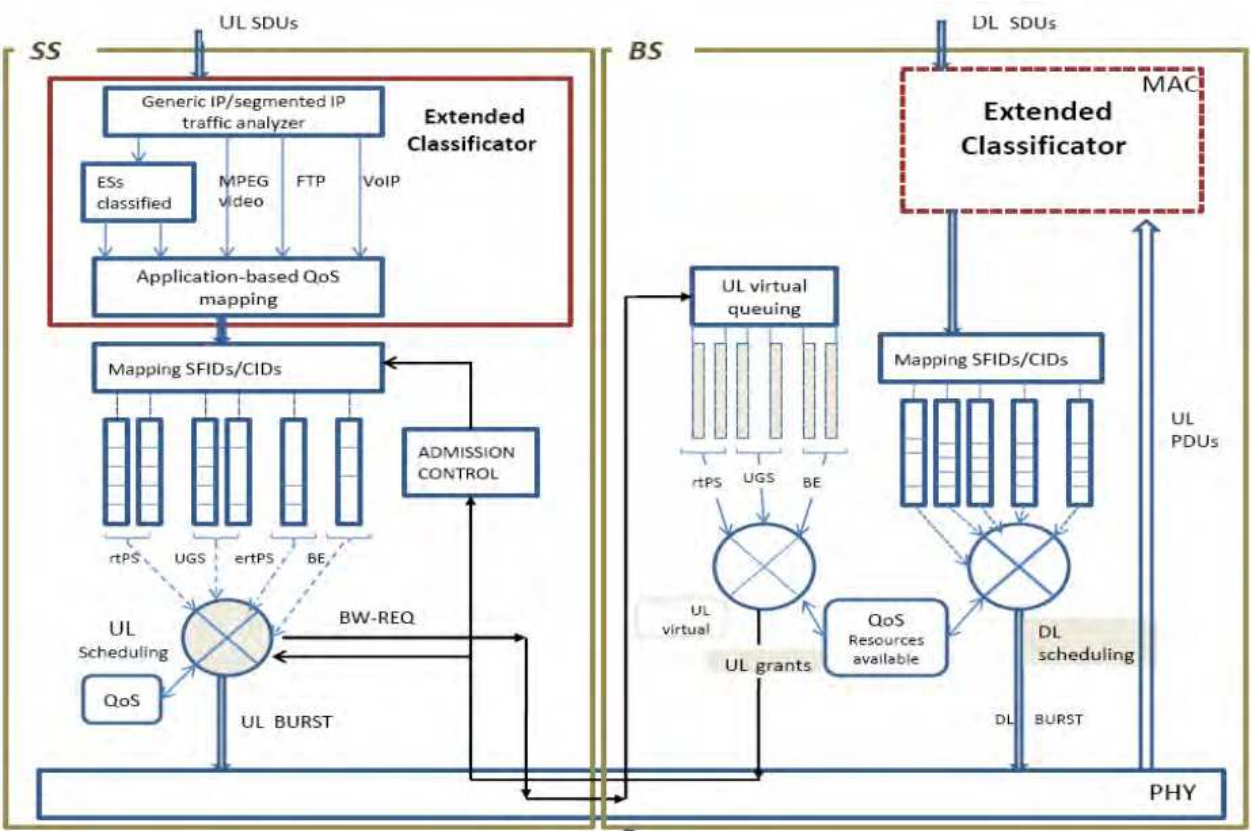 UL SDUs
DL SDUs
SS
BS
Generic IP/segmented IP
traffic analyzer
Extended
Classificator
ESs
classified
MPEG
video
FTP
VoIP
Application-based QoS
mapping
Mapping SFIDs/CIDs
ADMISSION
CONTROL
rtPS
UGS
ertPS
BE
UL
Scheduling
BW-REQ
QoS
UL BURST
MAC
Extended
Classificator
UL virtual
queuing
Mapping SFIDs/CIDs
UL
PDUs
rtPS
UGS
BE
UL
virtual
QoS
Resources
available
UL grants
DL
scheduling
DL BURST
PHY